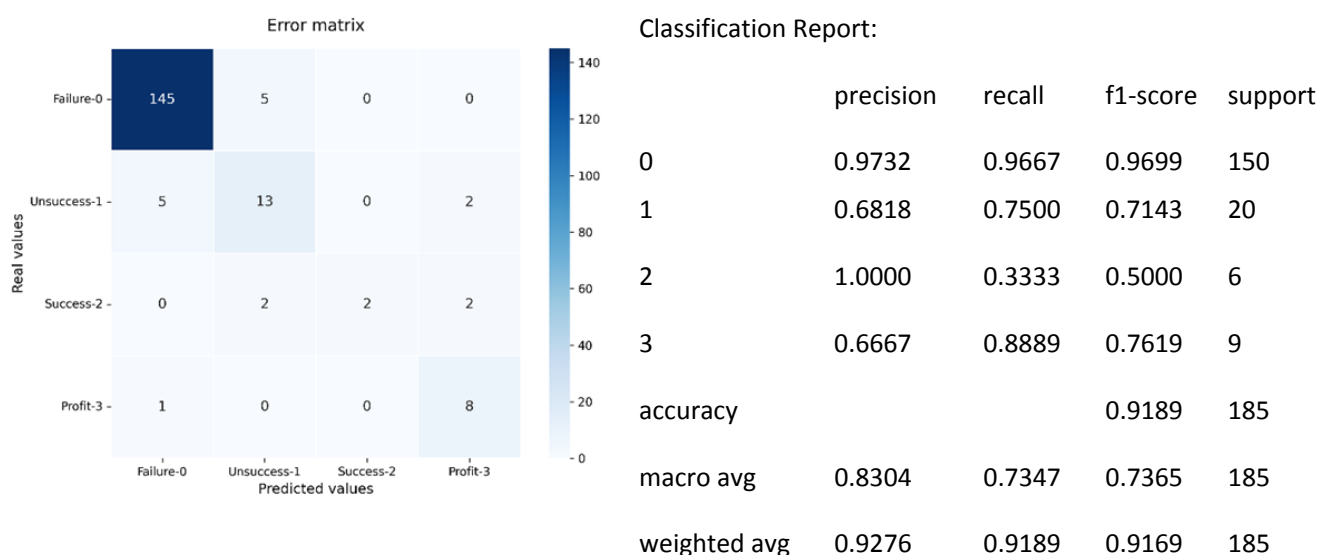 Error matrix
Failure-0
145 5 0 0
Unsuccess-1
5 13 0 2
Success-2
0 2 2 2
Profit-3
1 0 0 8
Failure-0 Unsuccess-1 Success-2 Profit-3
Predicted values
Real values
140
120
100
80
60
40
20
0
Classification Report:
precision recall f1-score support
0 0.9732 0.9667 0.9699 150
1 0.6818 0.7500 0.7143 20
2 1.0000 0.3333 0.5000 6
3 0.6667 0.8889 0.7619 9
accuracy 0.9189 185
macro avg 0.8304 0.7347 0.7365 185
weighted avg 0.9276 0.9189 0.9169 185